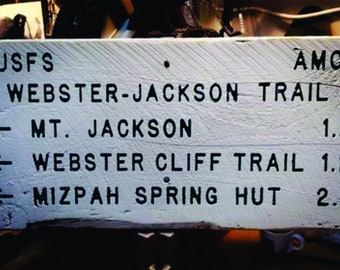 USFS AMC
WEBSTER-JACKSON TRAIL
MT. JACKSON 1.
WEBSTER CLIFF TRAIL 1.
MIZPAH SPRING HUT 2.